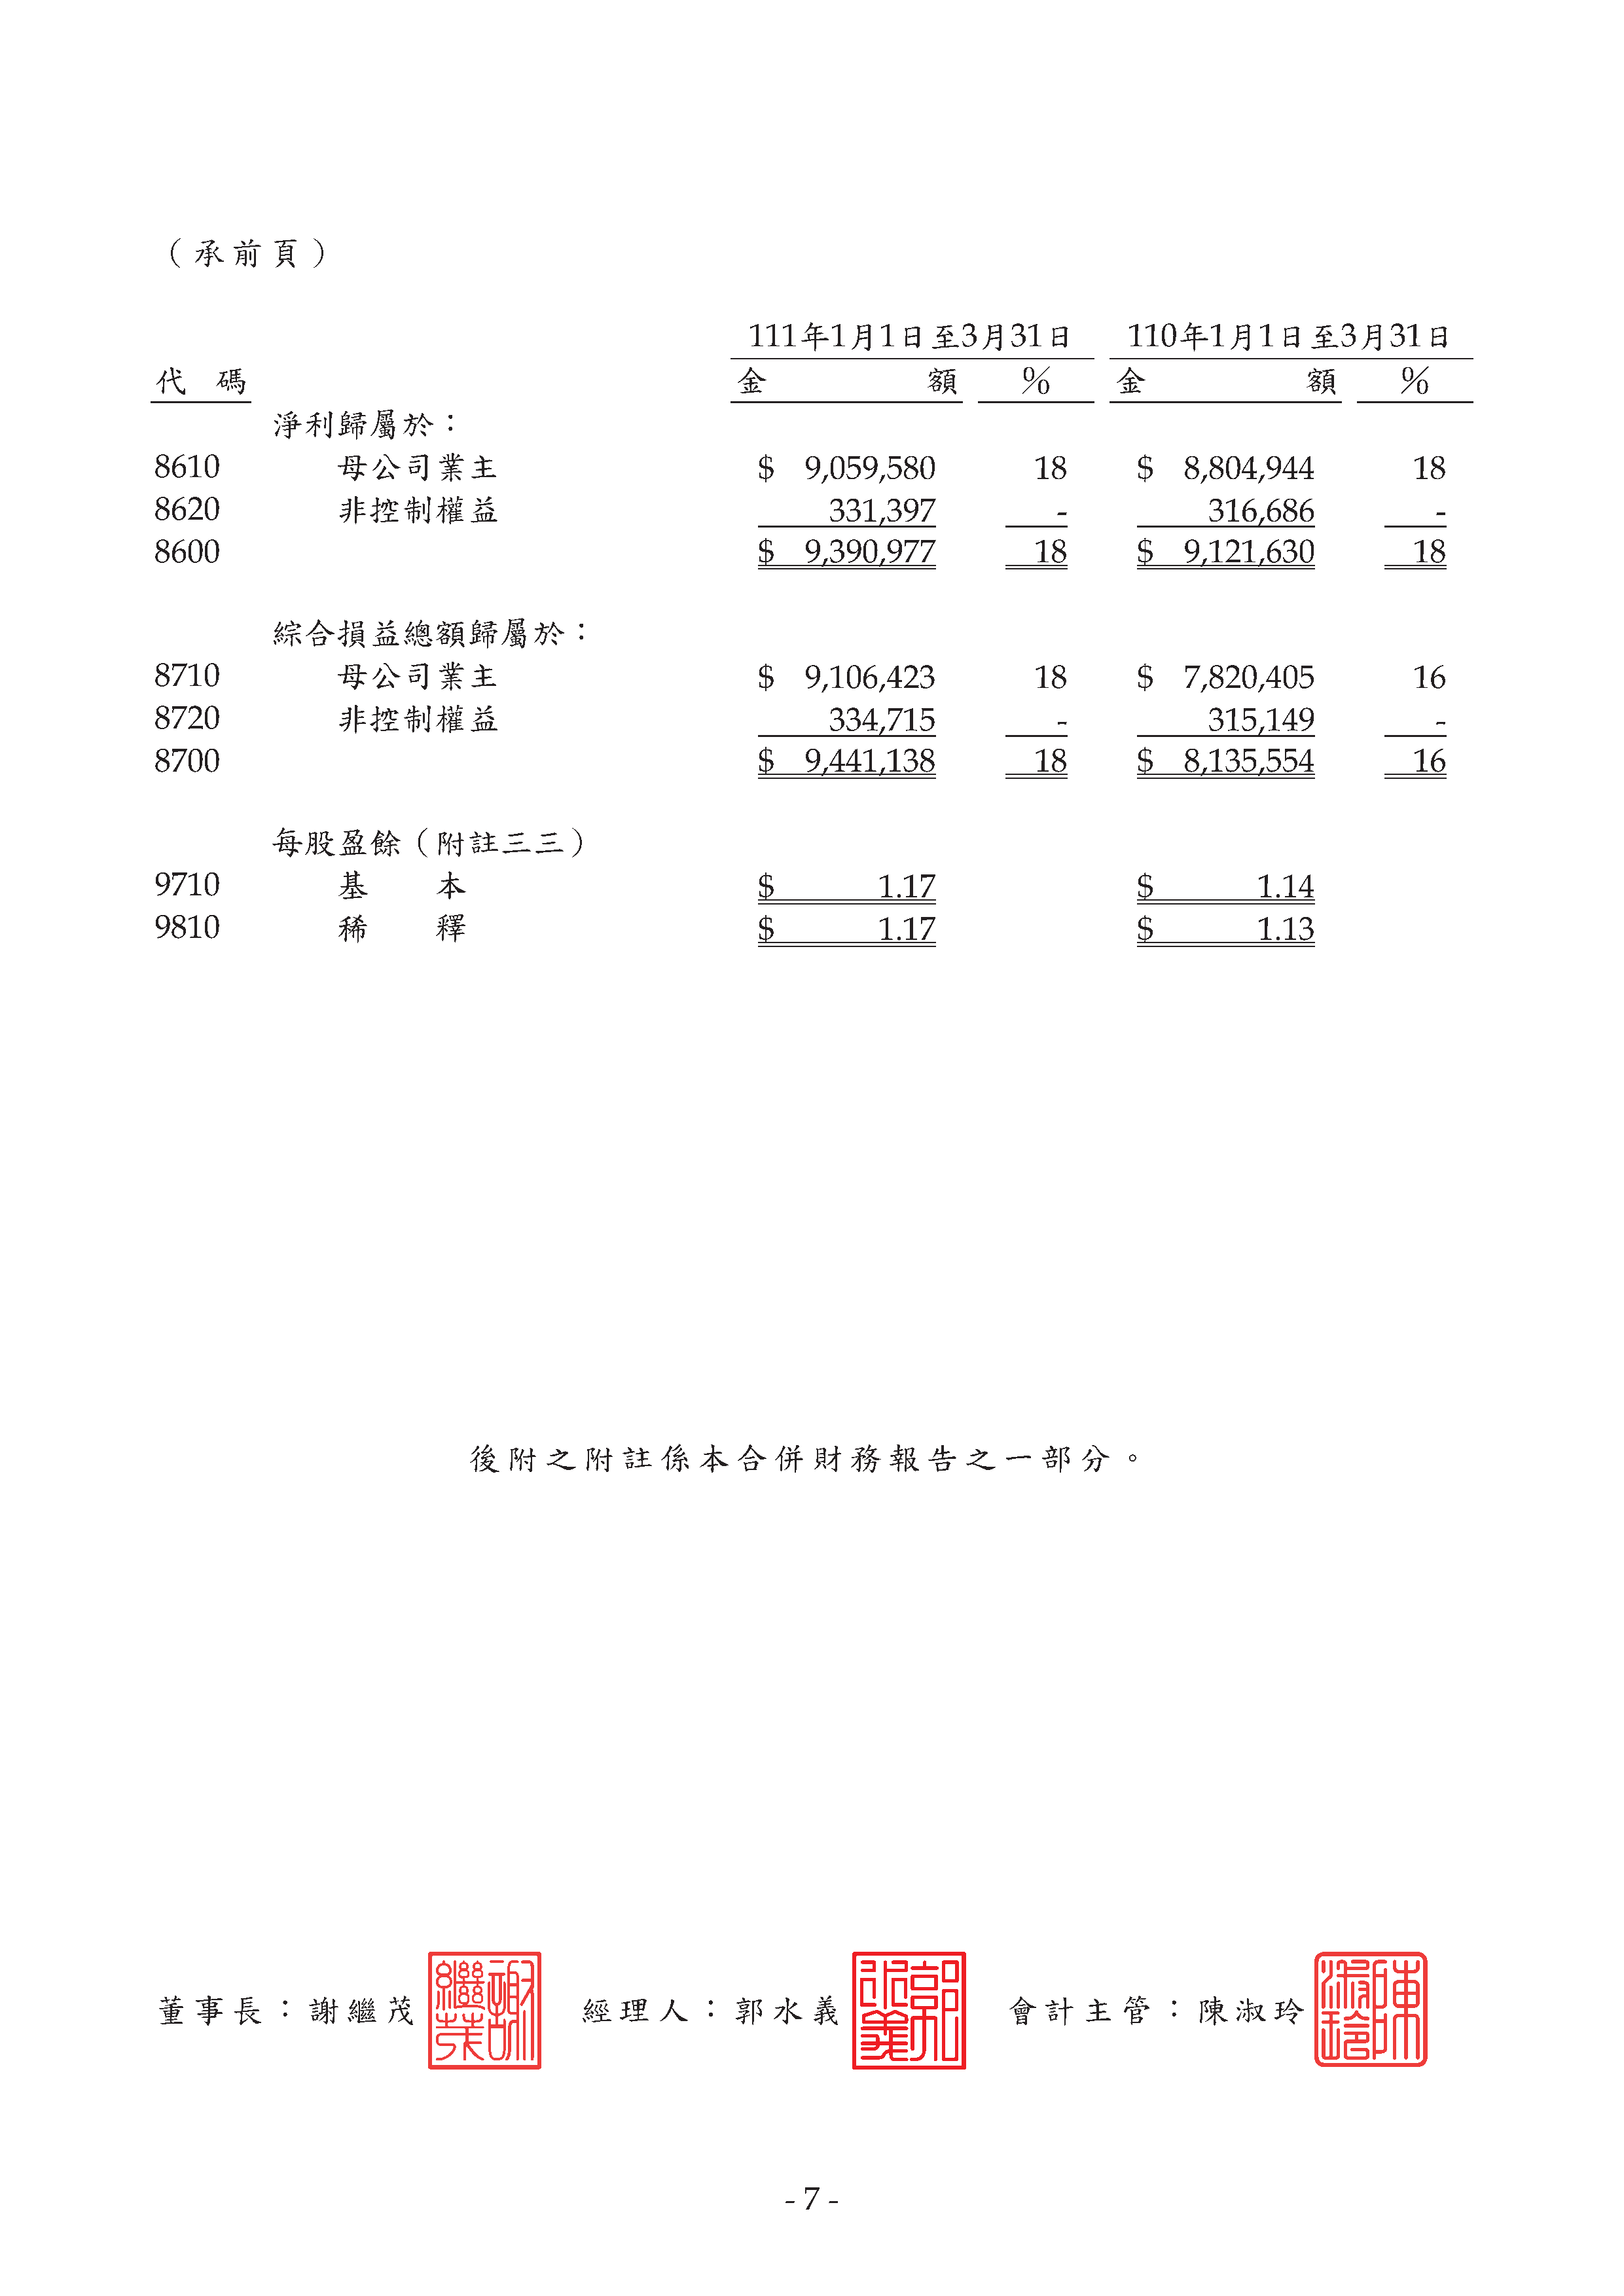 （承前頁）
111年1月1日至3月31日 110年1月1日至3月31日
代 碼 金 額 ％ 金 額 ％
淨利歸屬於：
8610 母公司業主 $ 9,059,580 18 $ 8,804,944 18
8620 非控制權益 331,397 - 316,686 -
8600 $ 9,390,977 18 $ 9,121,630 18
綜合損益總額歸屬於：
8710 母公司業主 $ 9,106,423 18 $ 7,820,405 16
8720 非控制權益 334,715 - 315,149 -
8700 $ 9,441,138 18 $ 8,135,554 16
每股盈餘（附註三三）
9710 基 本 $ 1.17 $ 1.14
9810 稀 釋 $ 1.17 $ 1.13
後附之附註係本合併財務報告之一部分。
董事長：謝繼茂 謝繼茂 經理人：郭水義 郭水義 會計主管：陳淑玲 陳淑玲
- 7 -